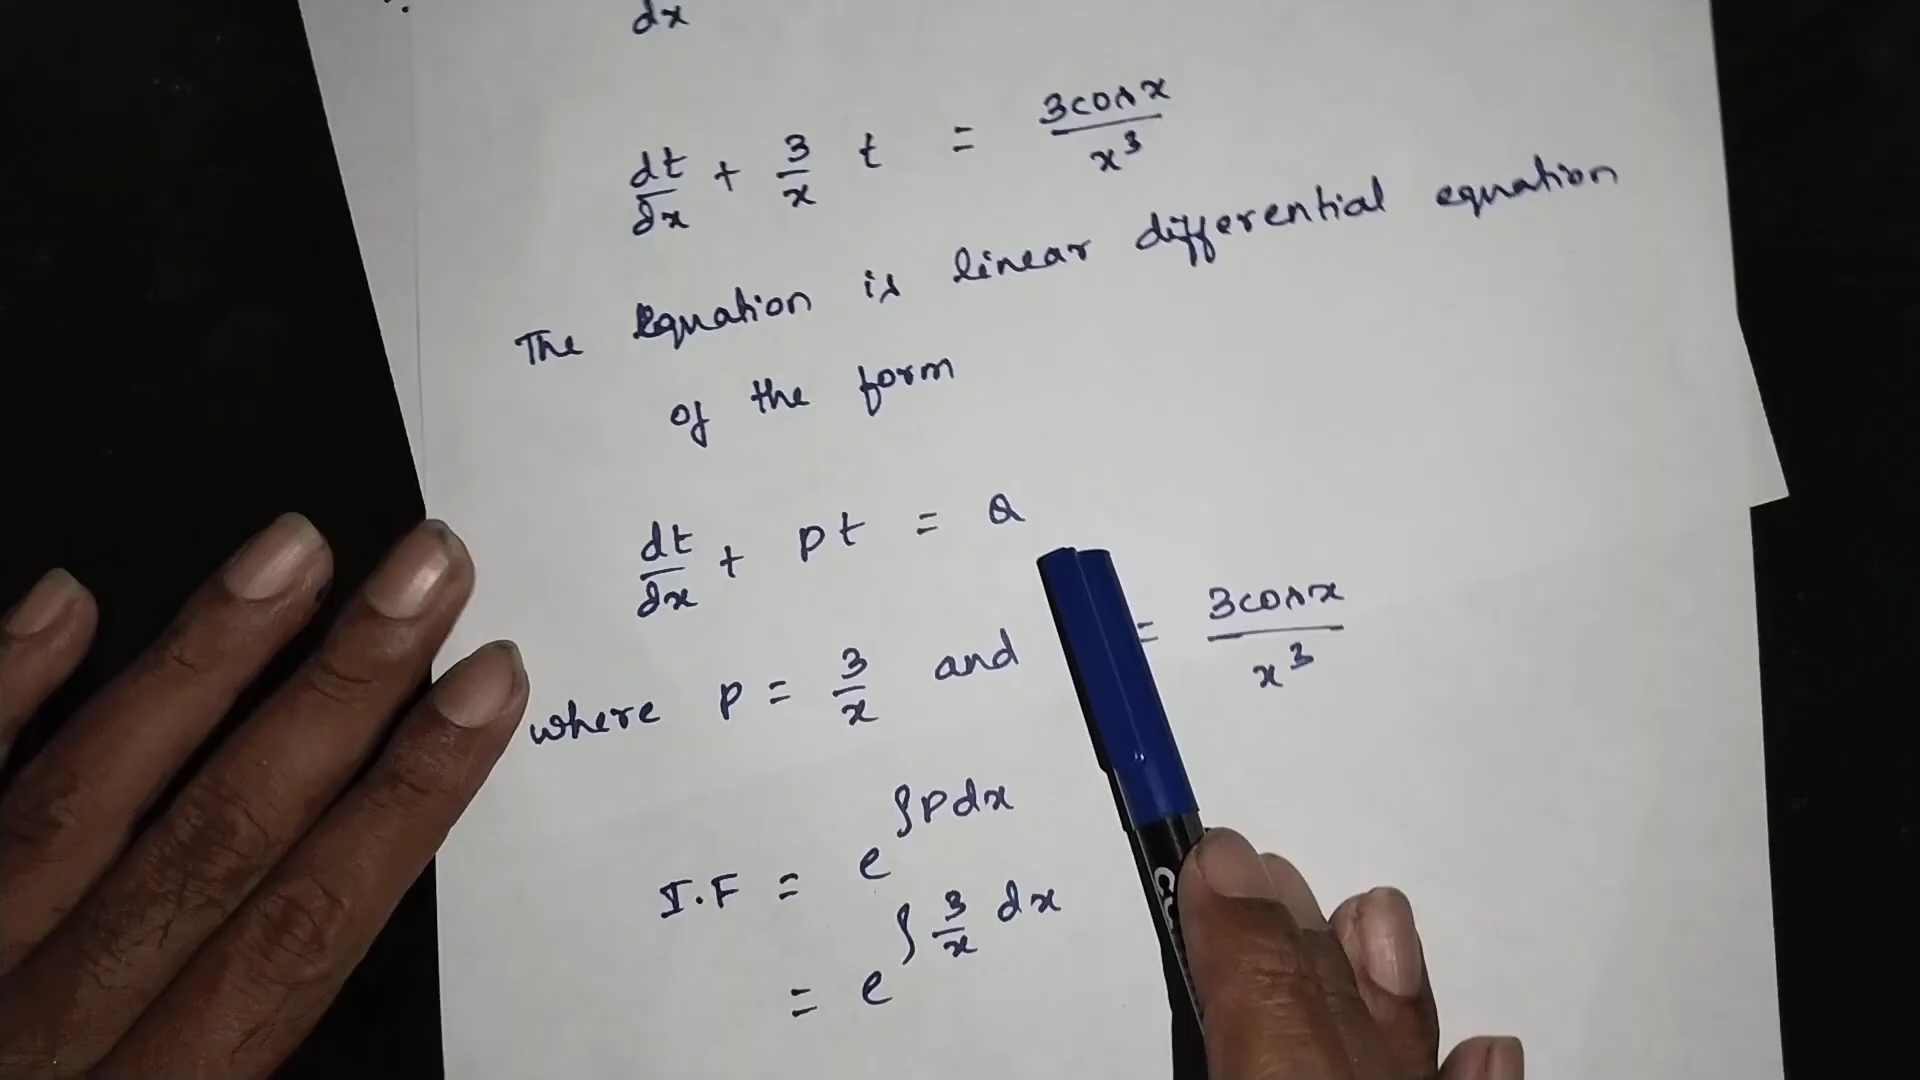 dx
dt/dx + 3/x t = 3cosx/x³
The Equation is linear differential equation
of the form
dt/dx + pt = Q
where p = 3/x and = 3cosx/x³
I.F = e^∫pdx
= e^∫3/x dx